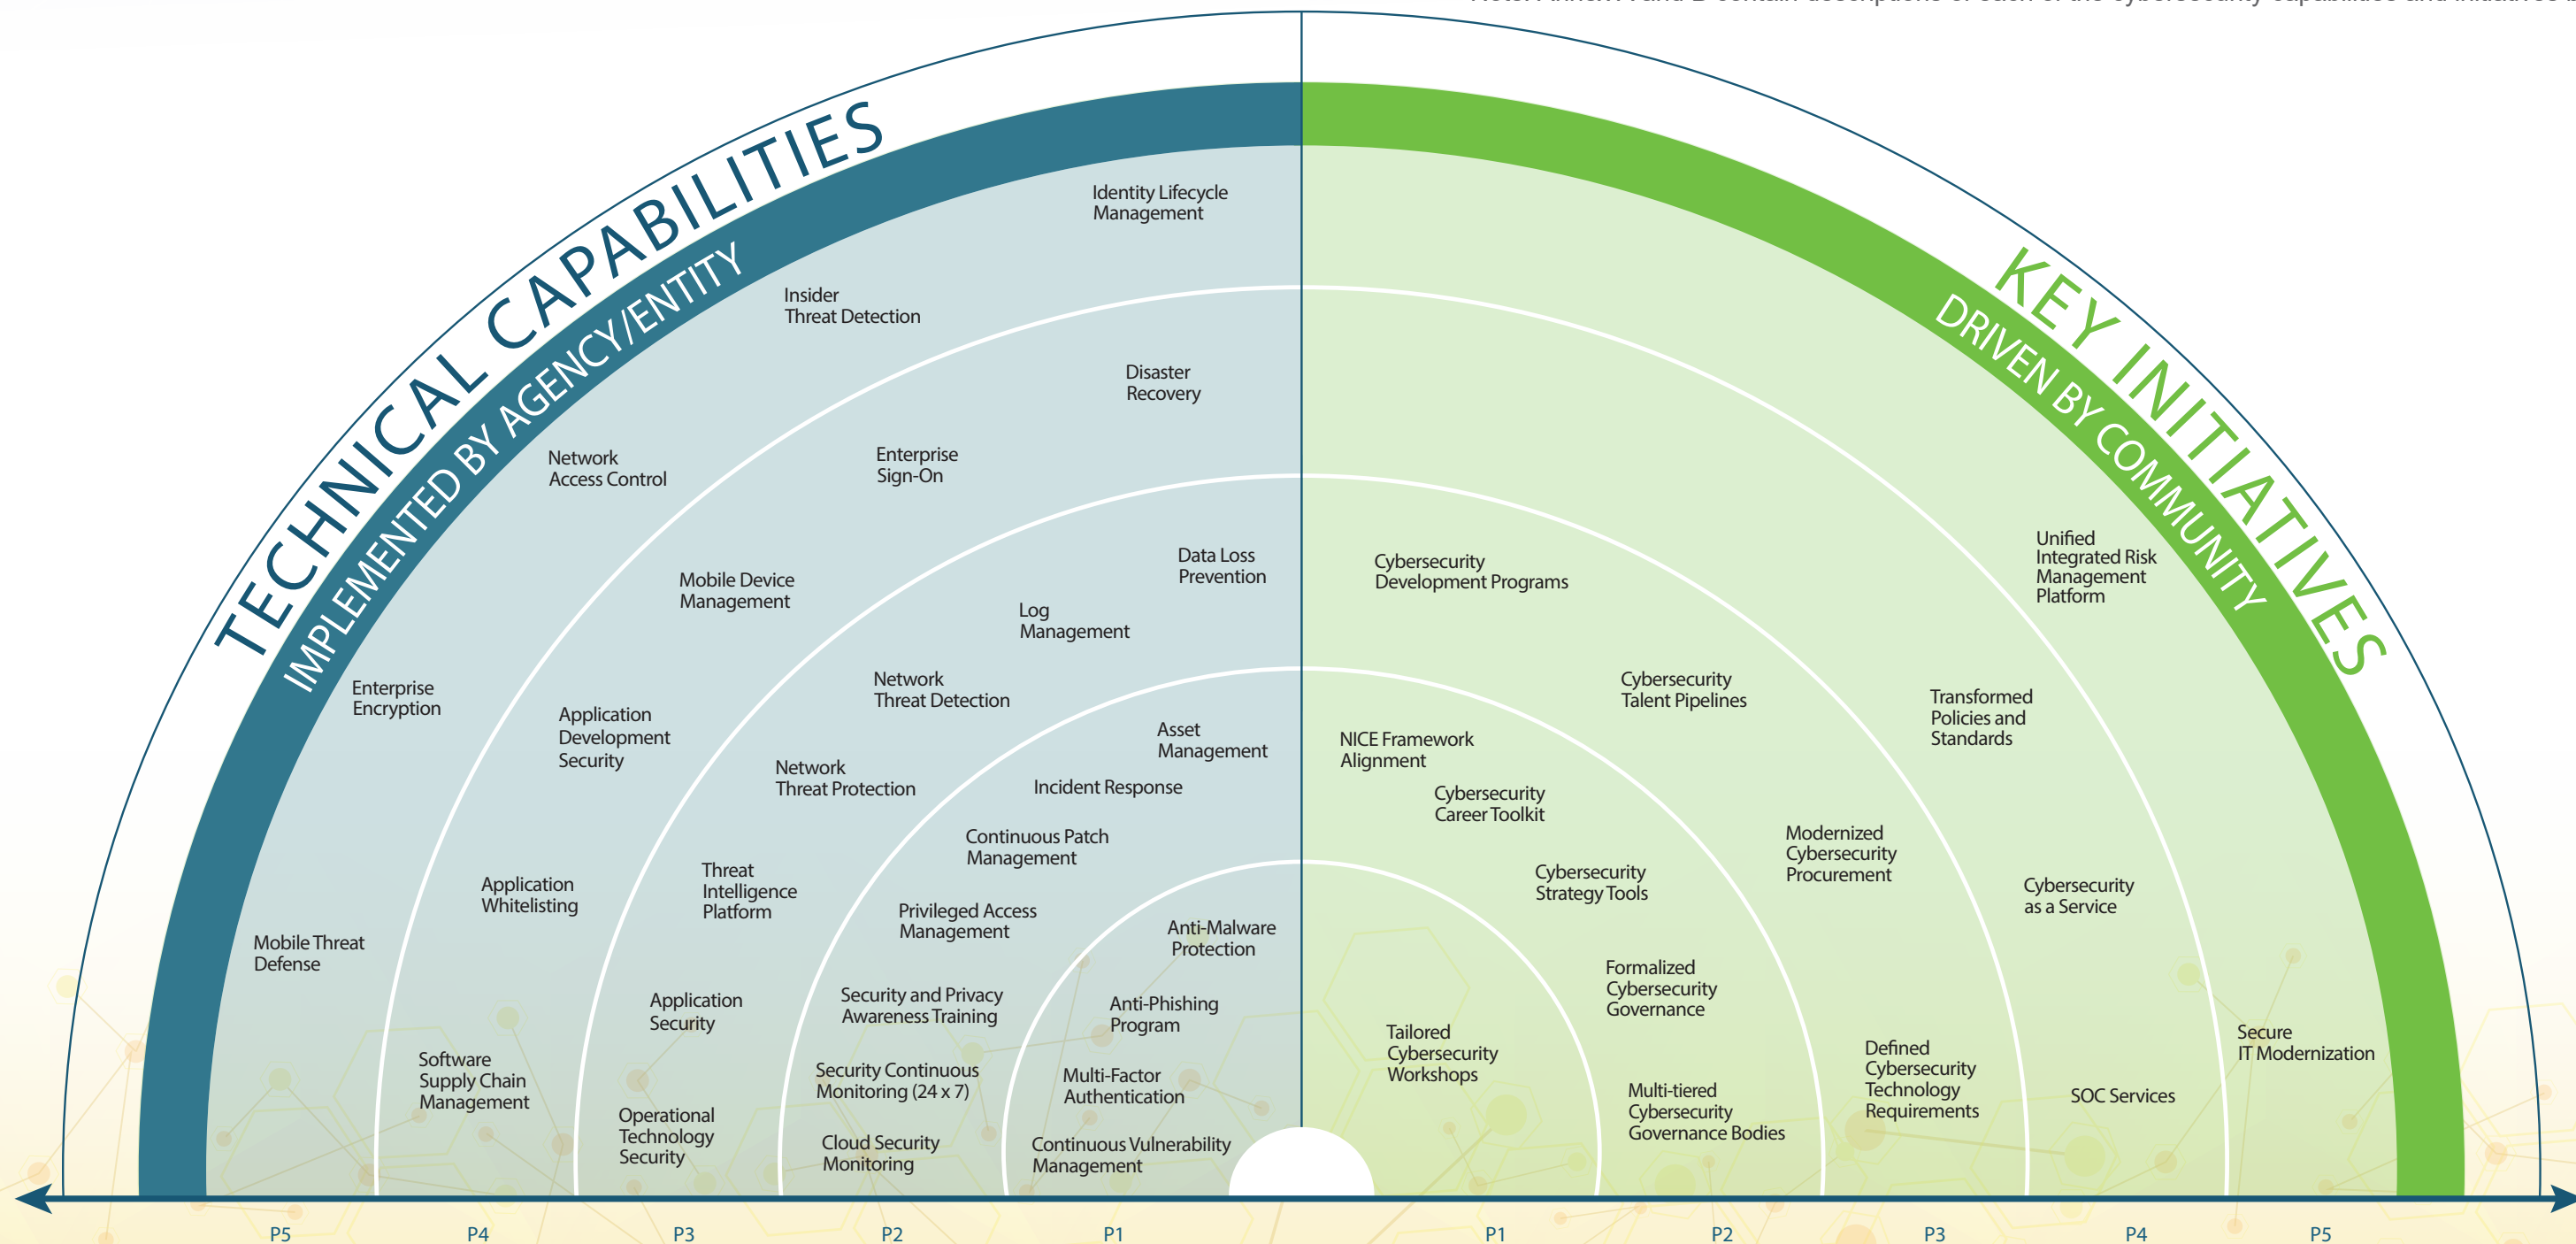 TECHNICAL CAPABILITIES
IMPLEMENTED BY AGENCY/ENTITY
KEY INITIATIVES
DRIVEN BY COMMUNITY
Identity Lifecycle
Management
Insider
Threat Detection
Network
Access Control
Enterprise
Encryption
Mobile Threat
Defense
Disaster
Recovery
Enterprise
Sign-On
Mobile Device
Management
Application
Development
Security
Application
Whitelisting
Software
Supply Chain
Management
Data Loss
Prevention
Log
Management
Network
Threat Detection
Network
Threat Protection
Threat
Intelligence
Platform
Application
Security
Operational
Technology
Security
Asset
Management
Incident Response
Continuous Patch
Management
Privileged Access
Management
Security and Privacy
Awareness Training
Security Continuous
Monitoring (24 x 7)
Cloud Security
Monitoring
Anti-Malware
Protection
Anti-Phishing
Program
Multi-Factor
Authentication
Continuous Vulnerability
Management
Tailored
Cybersecurity
Workshops
NICE Framework
Alignment
Cybersecurity
Career Toolkit
Cybersecurity
Strategy Tools
Formalized
Cybersecurity
Governance
Multi-tiered
Cybersecurity
Governance Bodies
Cybersecurity
Development Programs
Cybersecurity
Talent Pipelines
Modernized
Cybersecurity
Procurement
Defined
Cybersecurity
Technology
Requirements
Transformed
Policies and
Standards
Cybersecurity
as a Service
SOC Services
Unified
Integrated Risk
Management
Platform
Secure
IT Modernization
P5
P4
P3
P2
P1
P1
P2
P3
P4
P5